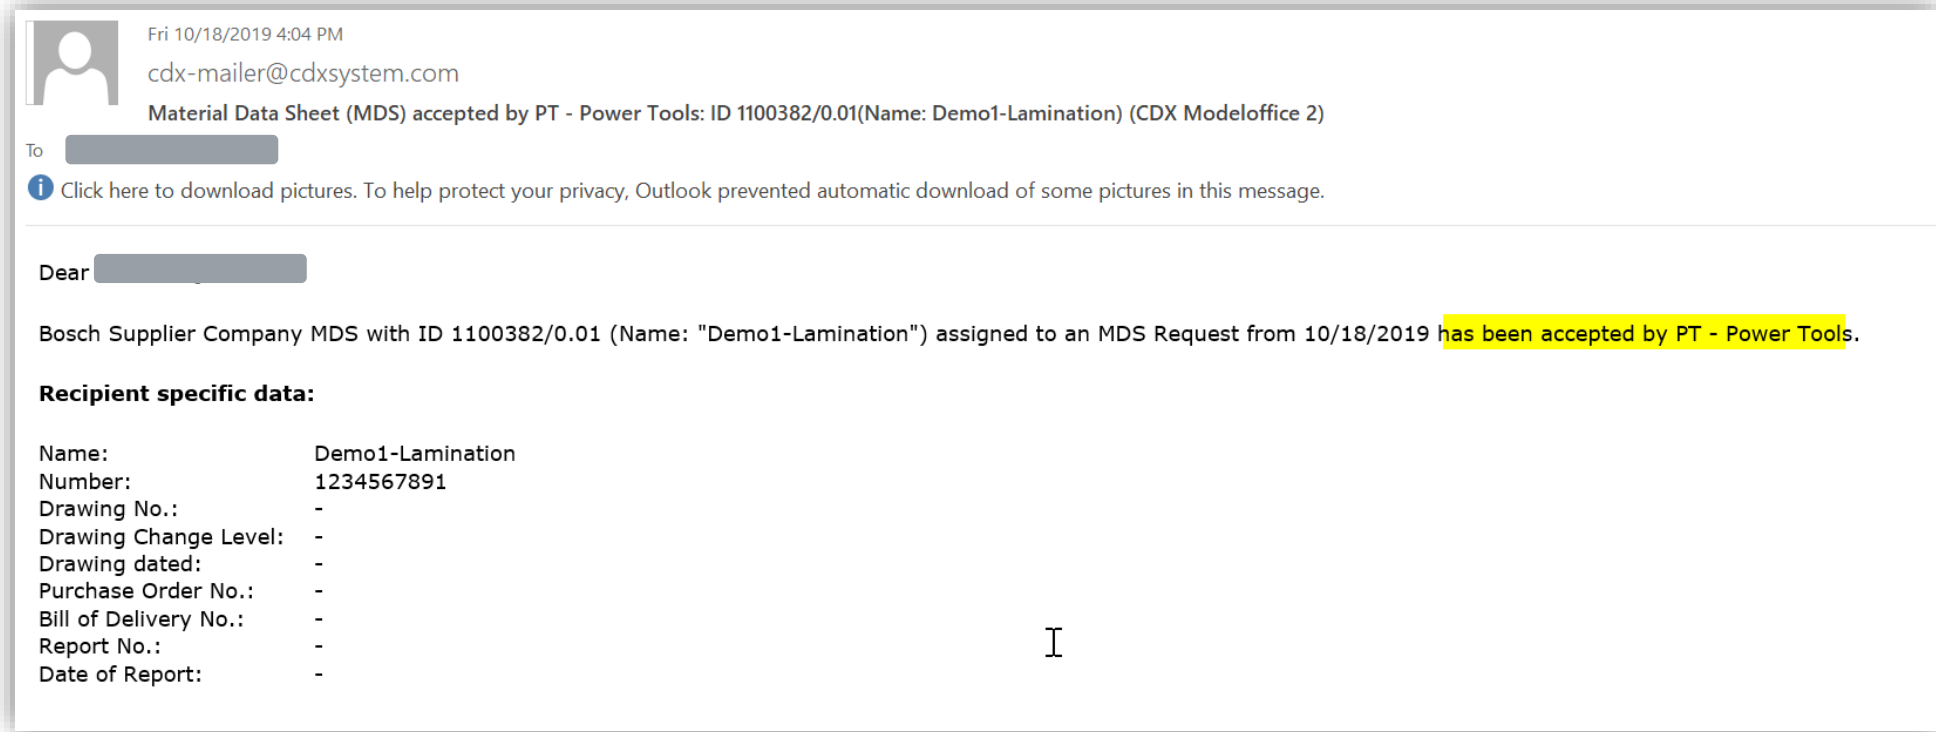 Fri 10/18/2019 4:04 PM
cdx-mailer@cdxsystem.com
Material Data Sheet (MDS) accepted by PT - Power Tools: ID 1100382/0.01(Name: Demo1-Lamination) (CDX Modeloffice 2)
To
Click here to download pictures. To help protect your privacy, Outlook prevented automatic download of some pictures in this message.
Dear
Bosch Supplier Company MDS with ID 1100382/0.01 (Name: "Demo1-Lamination") assigned to an MDS Request from 10/18/2019 has been accepted by PT - Power Tools.
Recipient specific data:
Name: Demo1-Lamination
Number: 1234567891
Drawing No.: -
Drawing Change Level: -
Drawing dated: -
Purchase Order No.: -
Bill of Delivery No.: -
Report No.: -
Date of Report: -